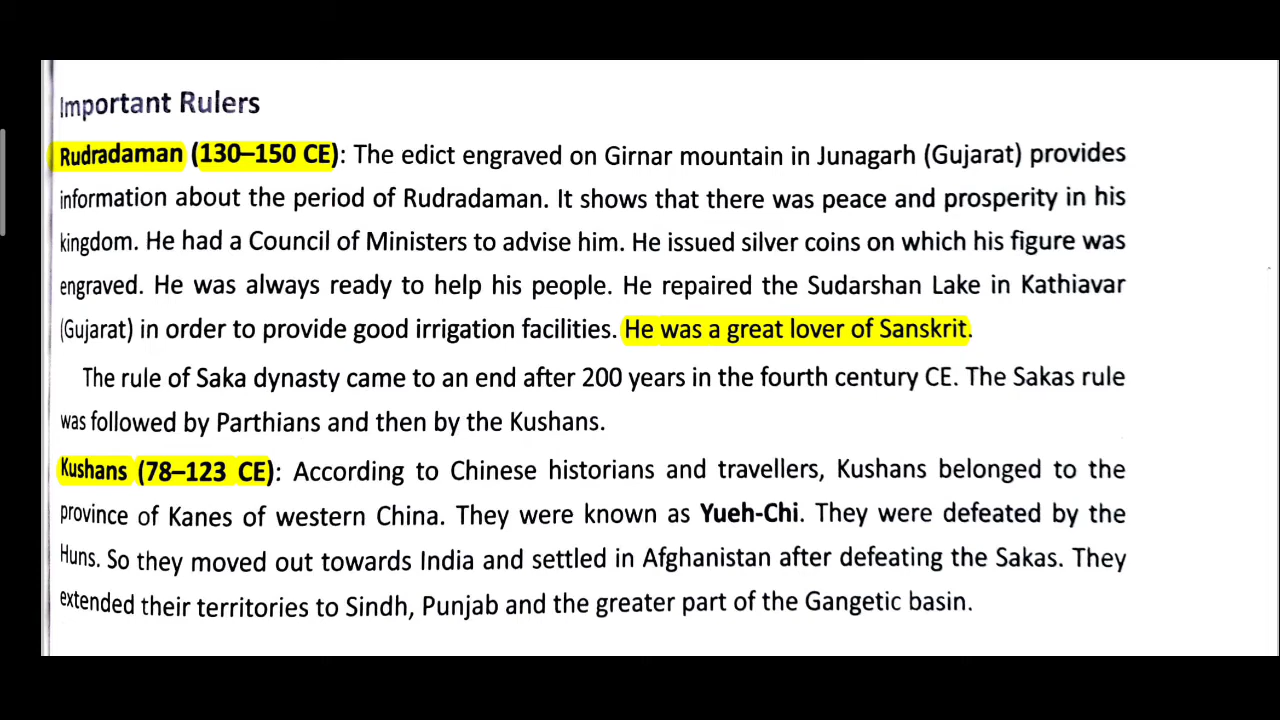 Important Rulers
Rudradaman (130–150 CE): The edict engraved on Girnar mountain in Junagarh (Gujarat) provides
information about the period of Rudradaman. It shows that there was peace and prosperity in his
kingdom. He had a Council of Ministers to advise him. He issued silver coins on which his figure was
engraved. He was always ready to help his people. He repaired the Sudarshan Lake in Kathiavar
(Gujarat) in order to provide good irrigation facilities. He was a great lover of Sanskrit.
The rule of Saka dynasty came to an end after 200 years in the fourth century CE. The Sakas rule
was followed by Parthians and then by the Kushans.
Kushans (78–123 CE): According to Chinese historians and travellers, Kushans belonged to the
province of Kanes of western China. They were known as Yueh-Chi. They were defeated by the
Huns. So they moved out towards India and settled in Afghanistan after defeating the Sakas. They
extended their territories to Sindh, Punjab and the greater part of the Gangetic basin.